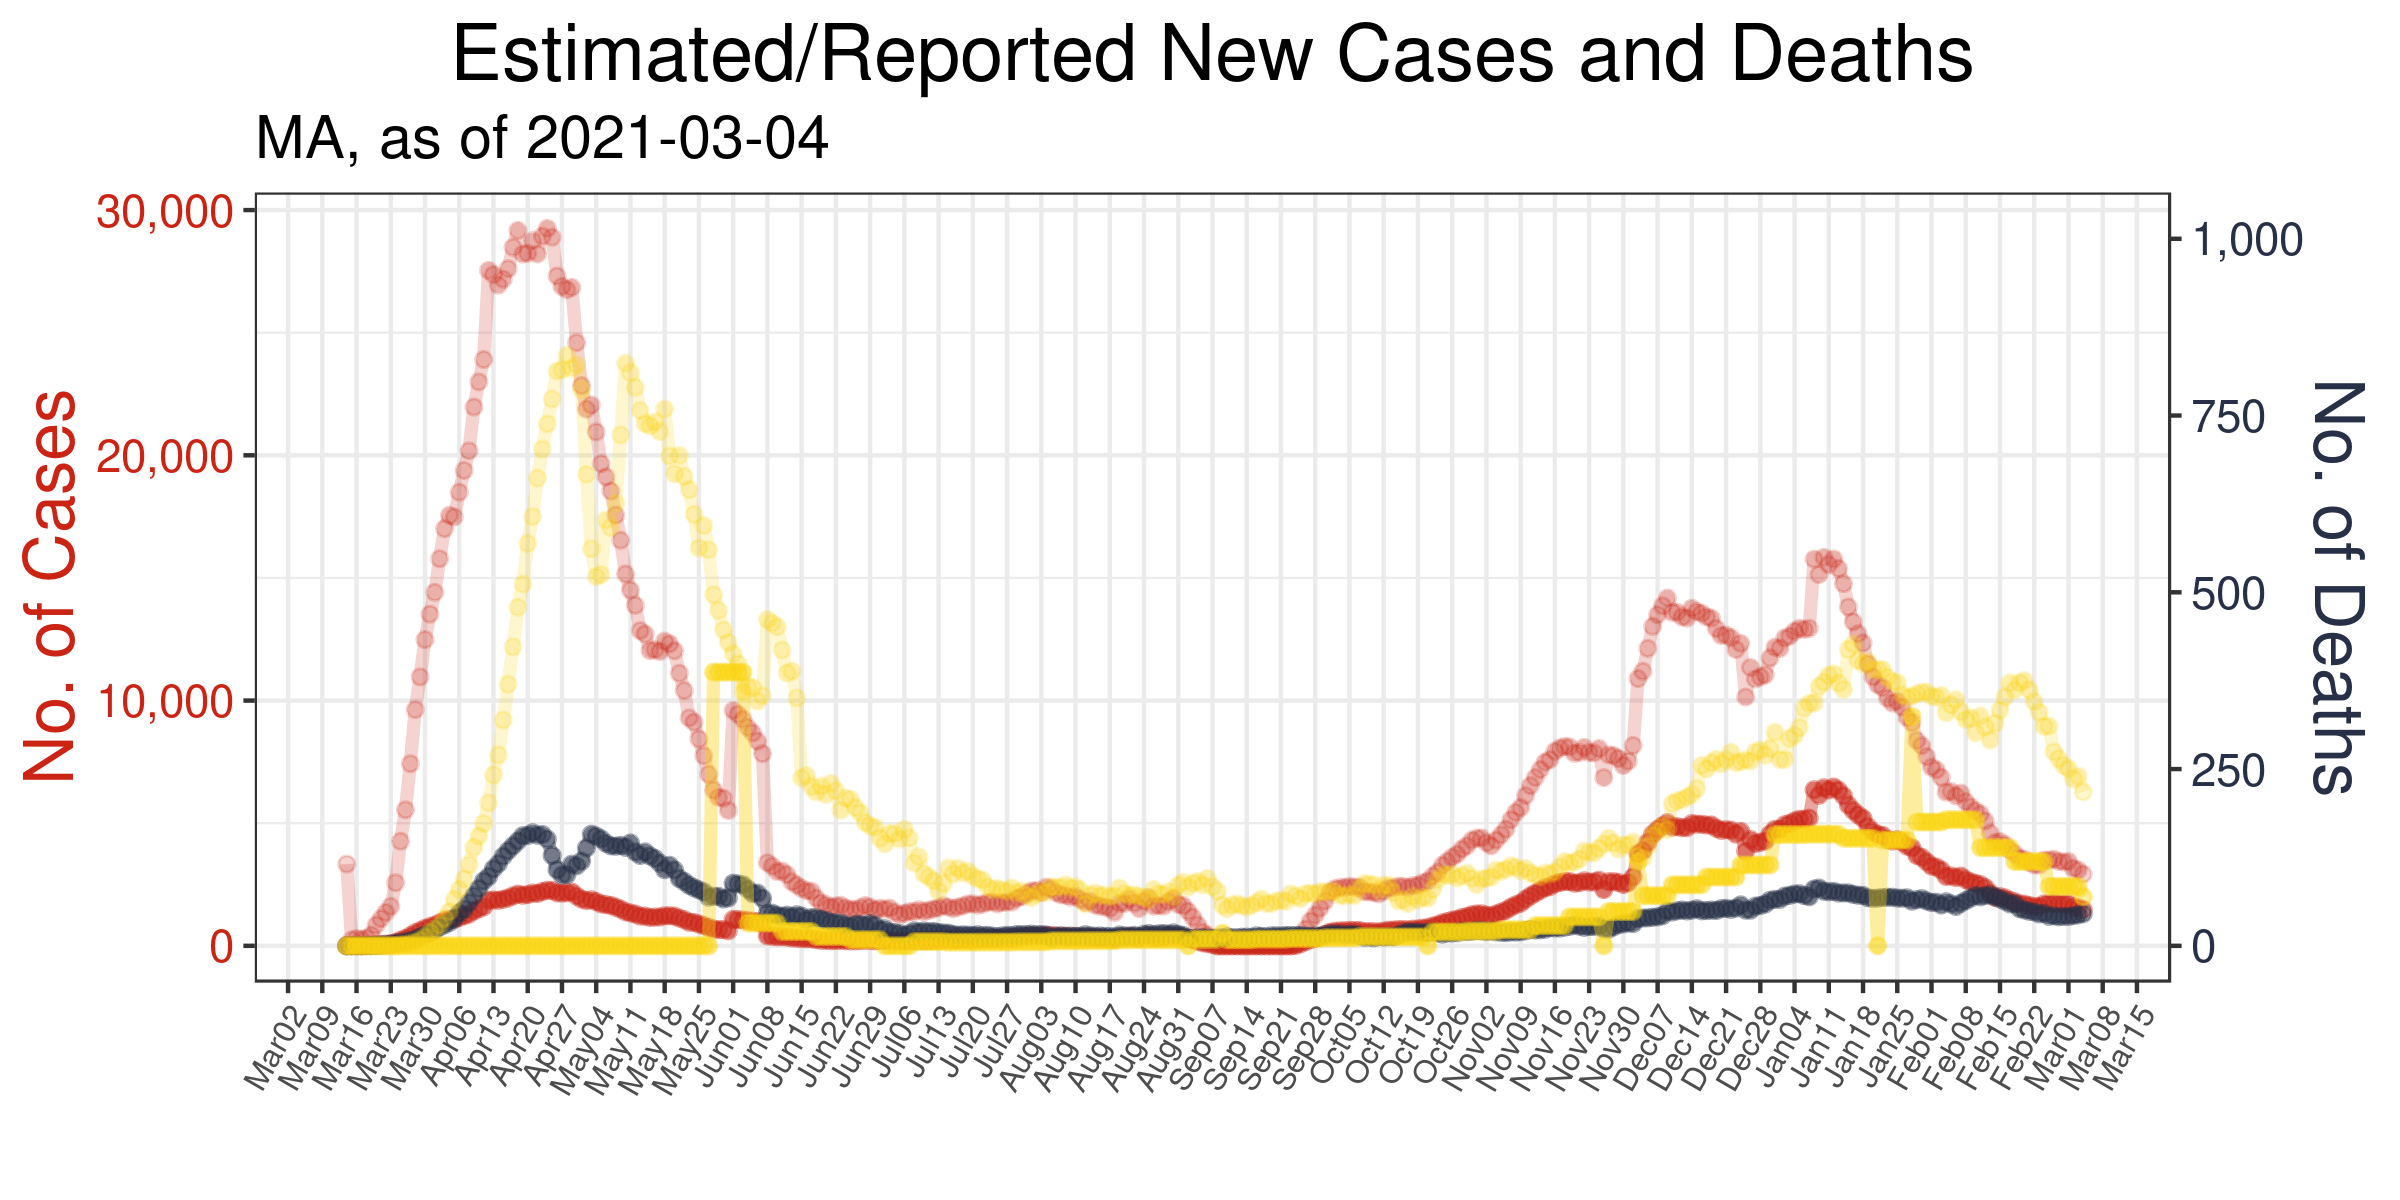 Estimated/Reported New Cases and Deaths
MA, as of 2021-03-04
No. of Cases
30,000
20,000
10,000
0
1,000
750
500
250
0
No. of Deaths
Mar02
Mar09
Mar16
Mar23
Mar30
Apr06
Apr13
Apr20
Apr27
May04
May11
May18
May25
Jun01
Jun08
Jun15
Jun22
Jun29
Jul06
Jul13
Jul20
Jul27
Aug03
Aug10
Aug17
Aug24
Aug31
Sep07
Sep14
Sep21
Sep28
Oct05
Oct12
Oct19
Oct26
Nov02
Nov09
Nov16
Nov23
Nov30
Dec07
Dec14
Dec21
Dec28
Jan04
Jan11
Jan18
Jan25
Feb01
Feb08
Feb15
Feb22
Mar01
Mar08
Mar15